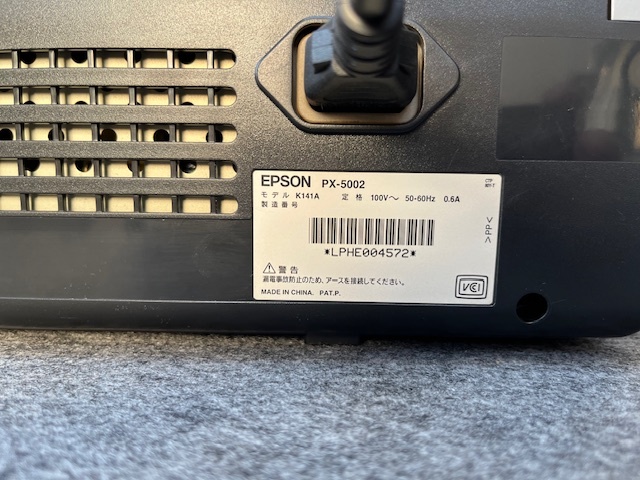 EPSON PX-5002
モデル K141A 定格 100V～ 50-60Hz 0.6A
製造番号
*LPHE004572*
⚠警告
漏電事故防止のため、アースを接続してください。
MADE IN CHINA. PAT.P.
VCI
>PP<